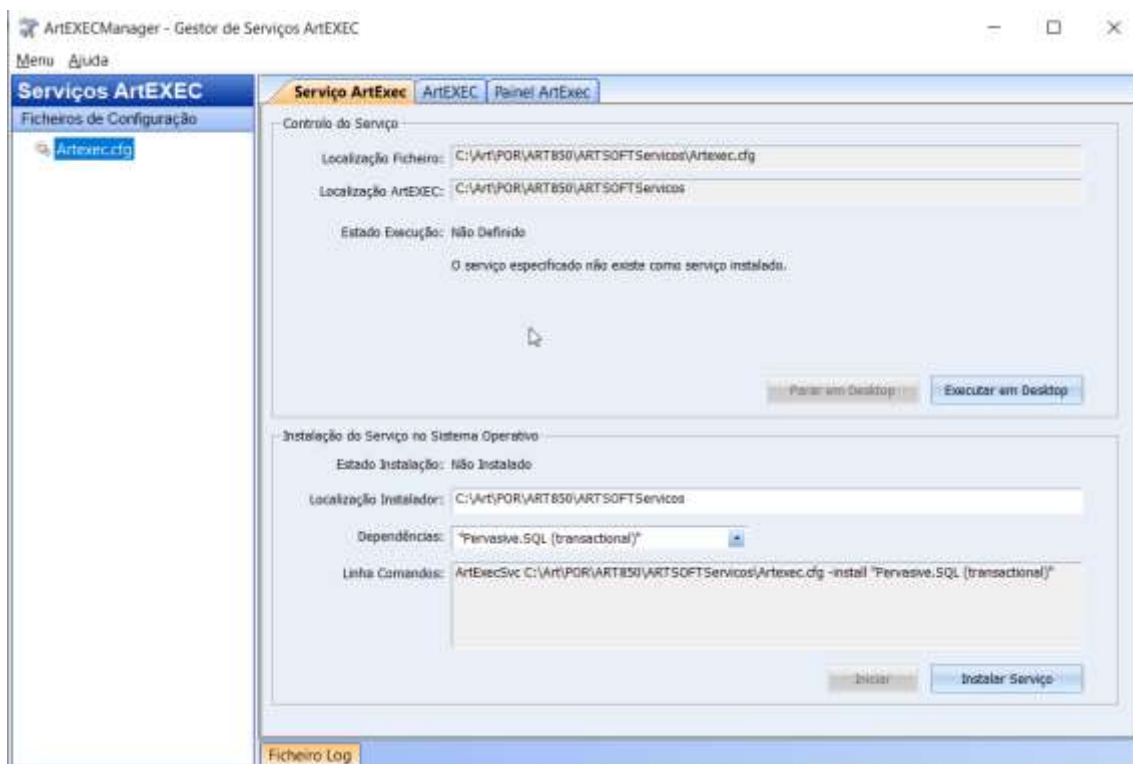 ArtEXECManager - Gestor de Serviços ArtEXEC
Menu Ajuda
Serviços ArtEXEC
Ficheiros de Configuração
Artexec.cfg
Serviço ArtExec ArtEXEC Painel ArtExec
Controlo do Serviço
Localização Ficheiro: C:\Art\POR\ART850\ARTSOFTServicos\Artexec.cfg
Localização ArtEXEC: C:\Art\POR\ART850\ARTSOFTServicos
Estado Execução: Não Definido
O serviço especificado não existe como serviço instalado.
Parar em Desktop Executar em Desktop
Instalação do Serviço no Sistema Operativo
Estado Instalação: Não Instalado
Localização Instalador: C:\Art\POR\ART850\ARTSOFTServicos
Dependências: "Pervasive.SQL (transactional)"
Linha Comandos: ArtExecSvc C:\Art\POR\ART850\ARTSOFTServicos\Artexec.cfg -install "Pervasive.SQL (transactional)"
Iniciar Instalar Serviço
Ficheiro Log